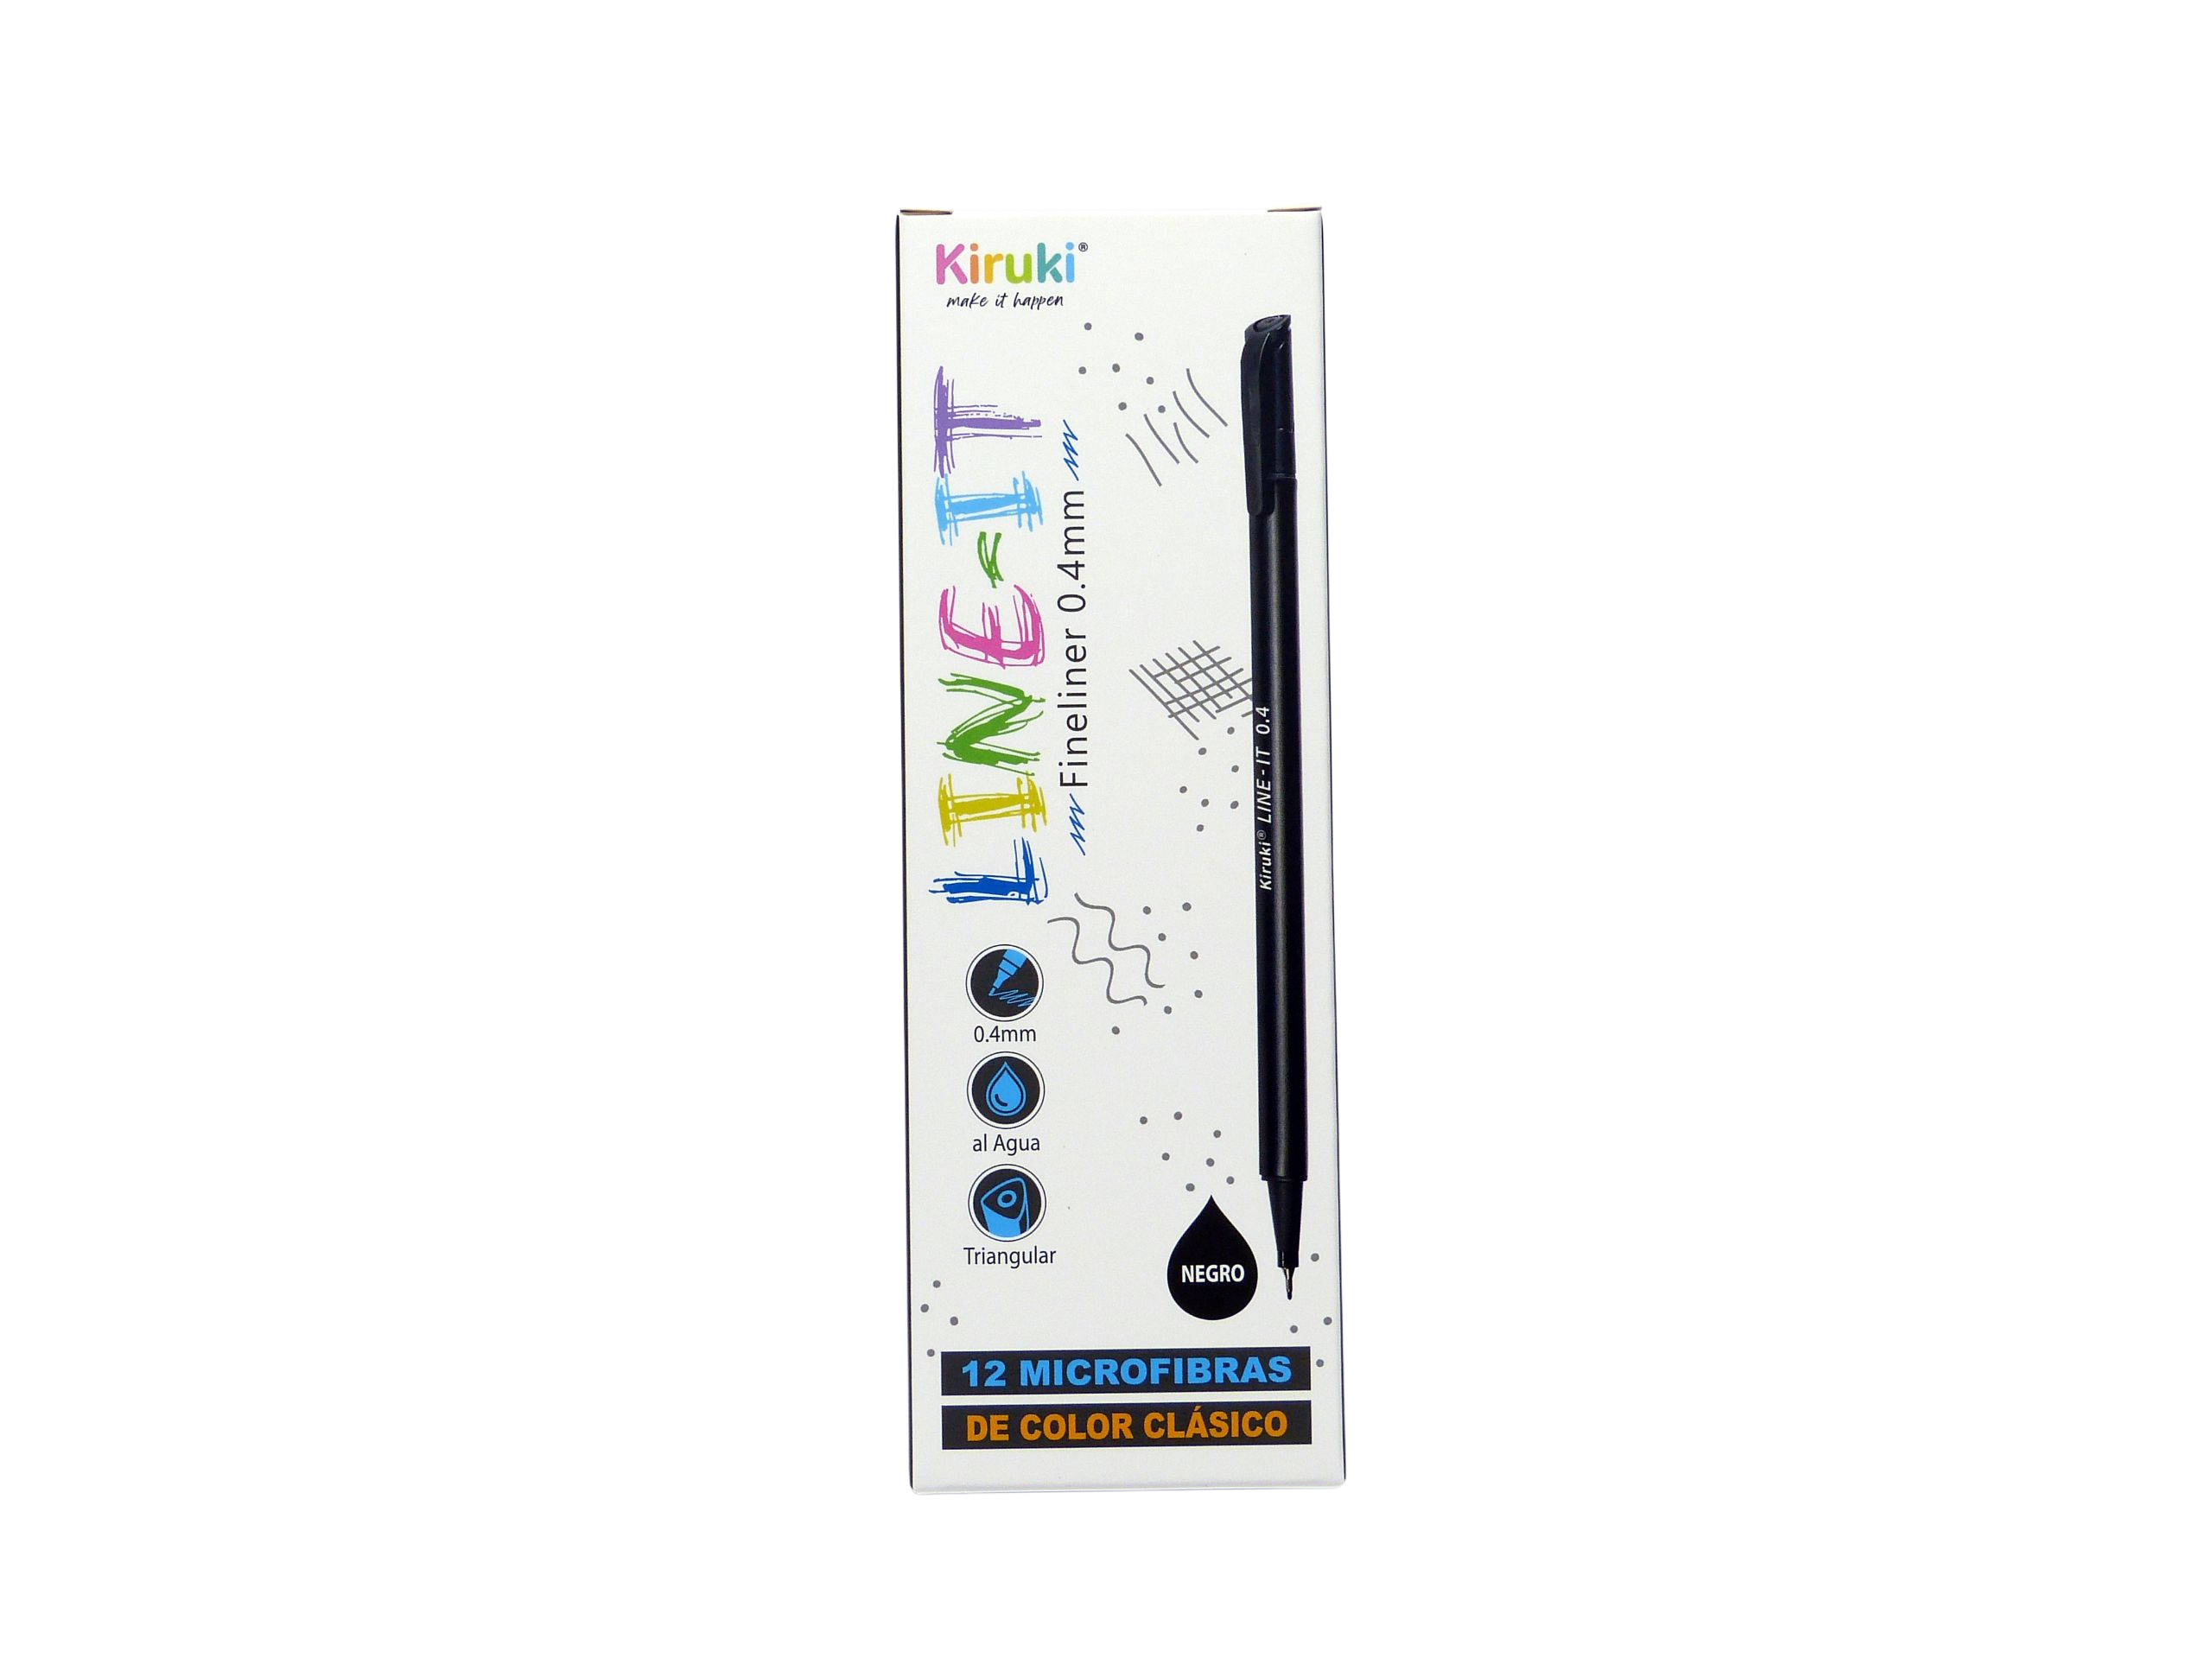 Kiruki®
make it happen
LINE-IT
Fineliner 0.4mm
Kiruki® LINE-IT 0.4
0.4mm
al Agua
Triangular
NEGRO
12 MICROFIBRAS
DE COLOR CLÁSICO